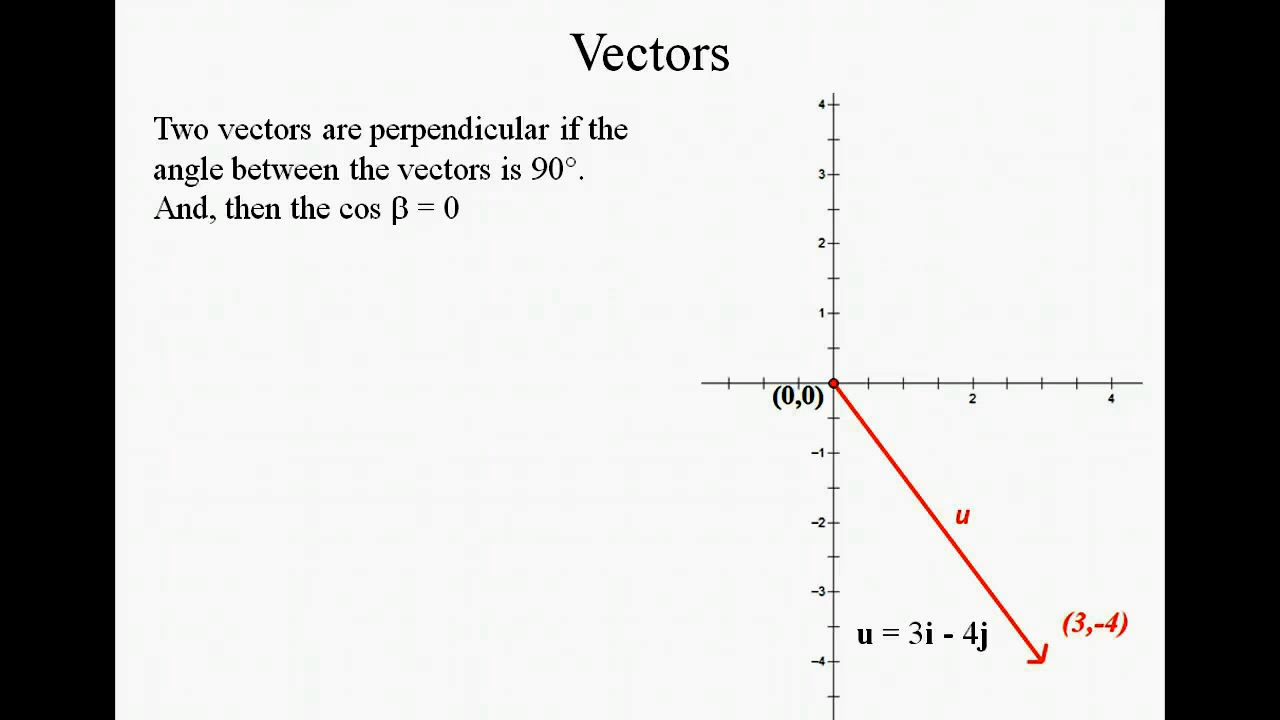 Vectors
Two vectors are perpendicular if the
angle between the vectors is 90°.
And, then the cos β = 0
4
3
2
1
(0,0)
2
4
−1
−2
u
−3
(3,-4)
u = 3i - 4j
−4